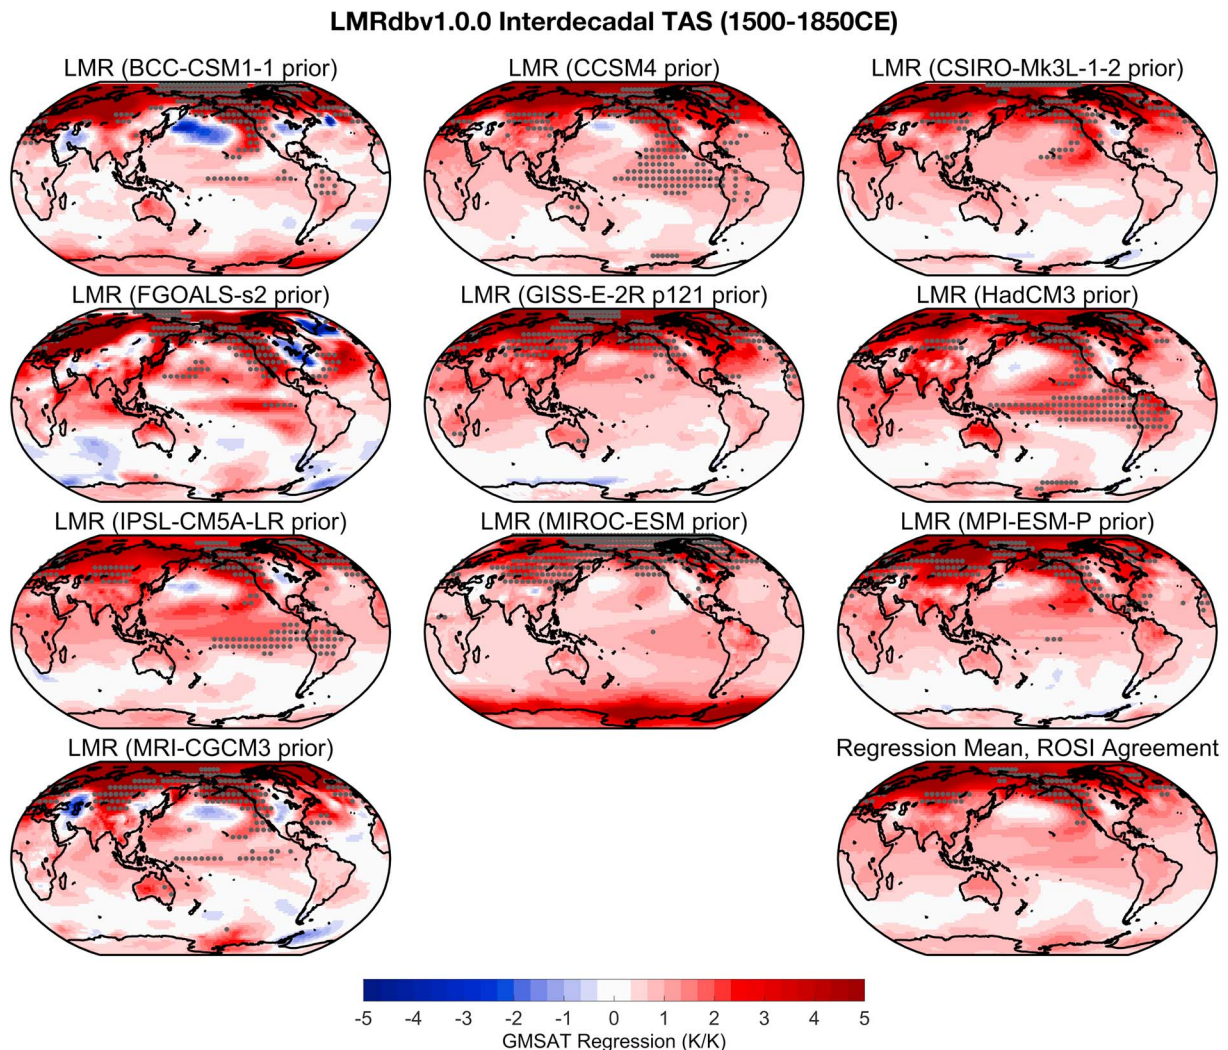 LMRdbv1.0.0 Interdecadal TAS (1500-1850CE)
LMR (BCC-CSM1-1 prior)
LMR (CCSM4 prior)
LMR (CSIRO-Mk3L-1-2 prior)
LMR (FGOALS-s2 prior)
LMR (GISS-E-2R p121 prior)
LMR (HadCM3 prior)
LMR (IPSL-CM5A-LR prior)
LMR (MIROC-ESM prior)
LMR (MPI-ESM-P prior)
LMR (MRI-CGCM3 prior)
Regression Mean, ROSI Agreement
-5 -4 -3 -2 -1 0 1 2 3 4 5
GMSAT Regression (K/K)